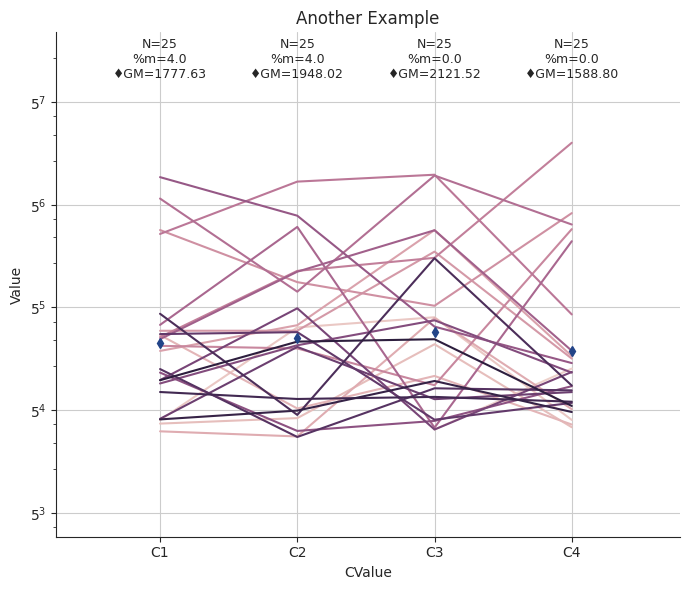 Another Example
N=25 N=25 N=25 N=25
%m=4.0 %m=4.0 %m=0.0 %m=0.0
♦GM=1777.63 ♦GM=1948.02 ♦GM=2121.52 ♦GM=1588.80
5⁷
5⁶
5⁵
5⁴
5³
Value
C1 C2 C3 C4
CValue